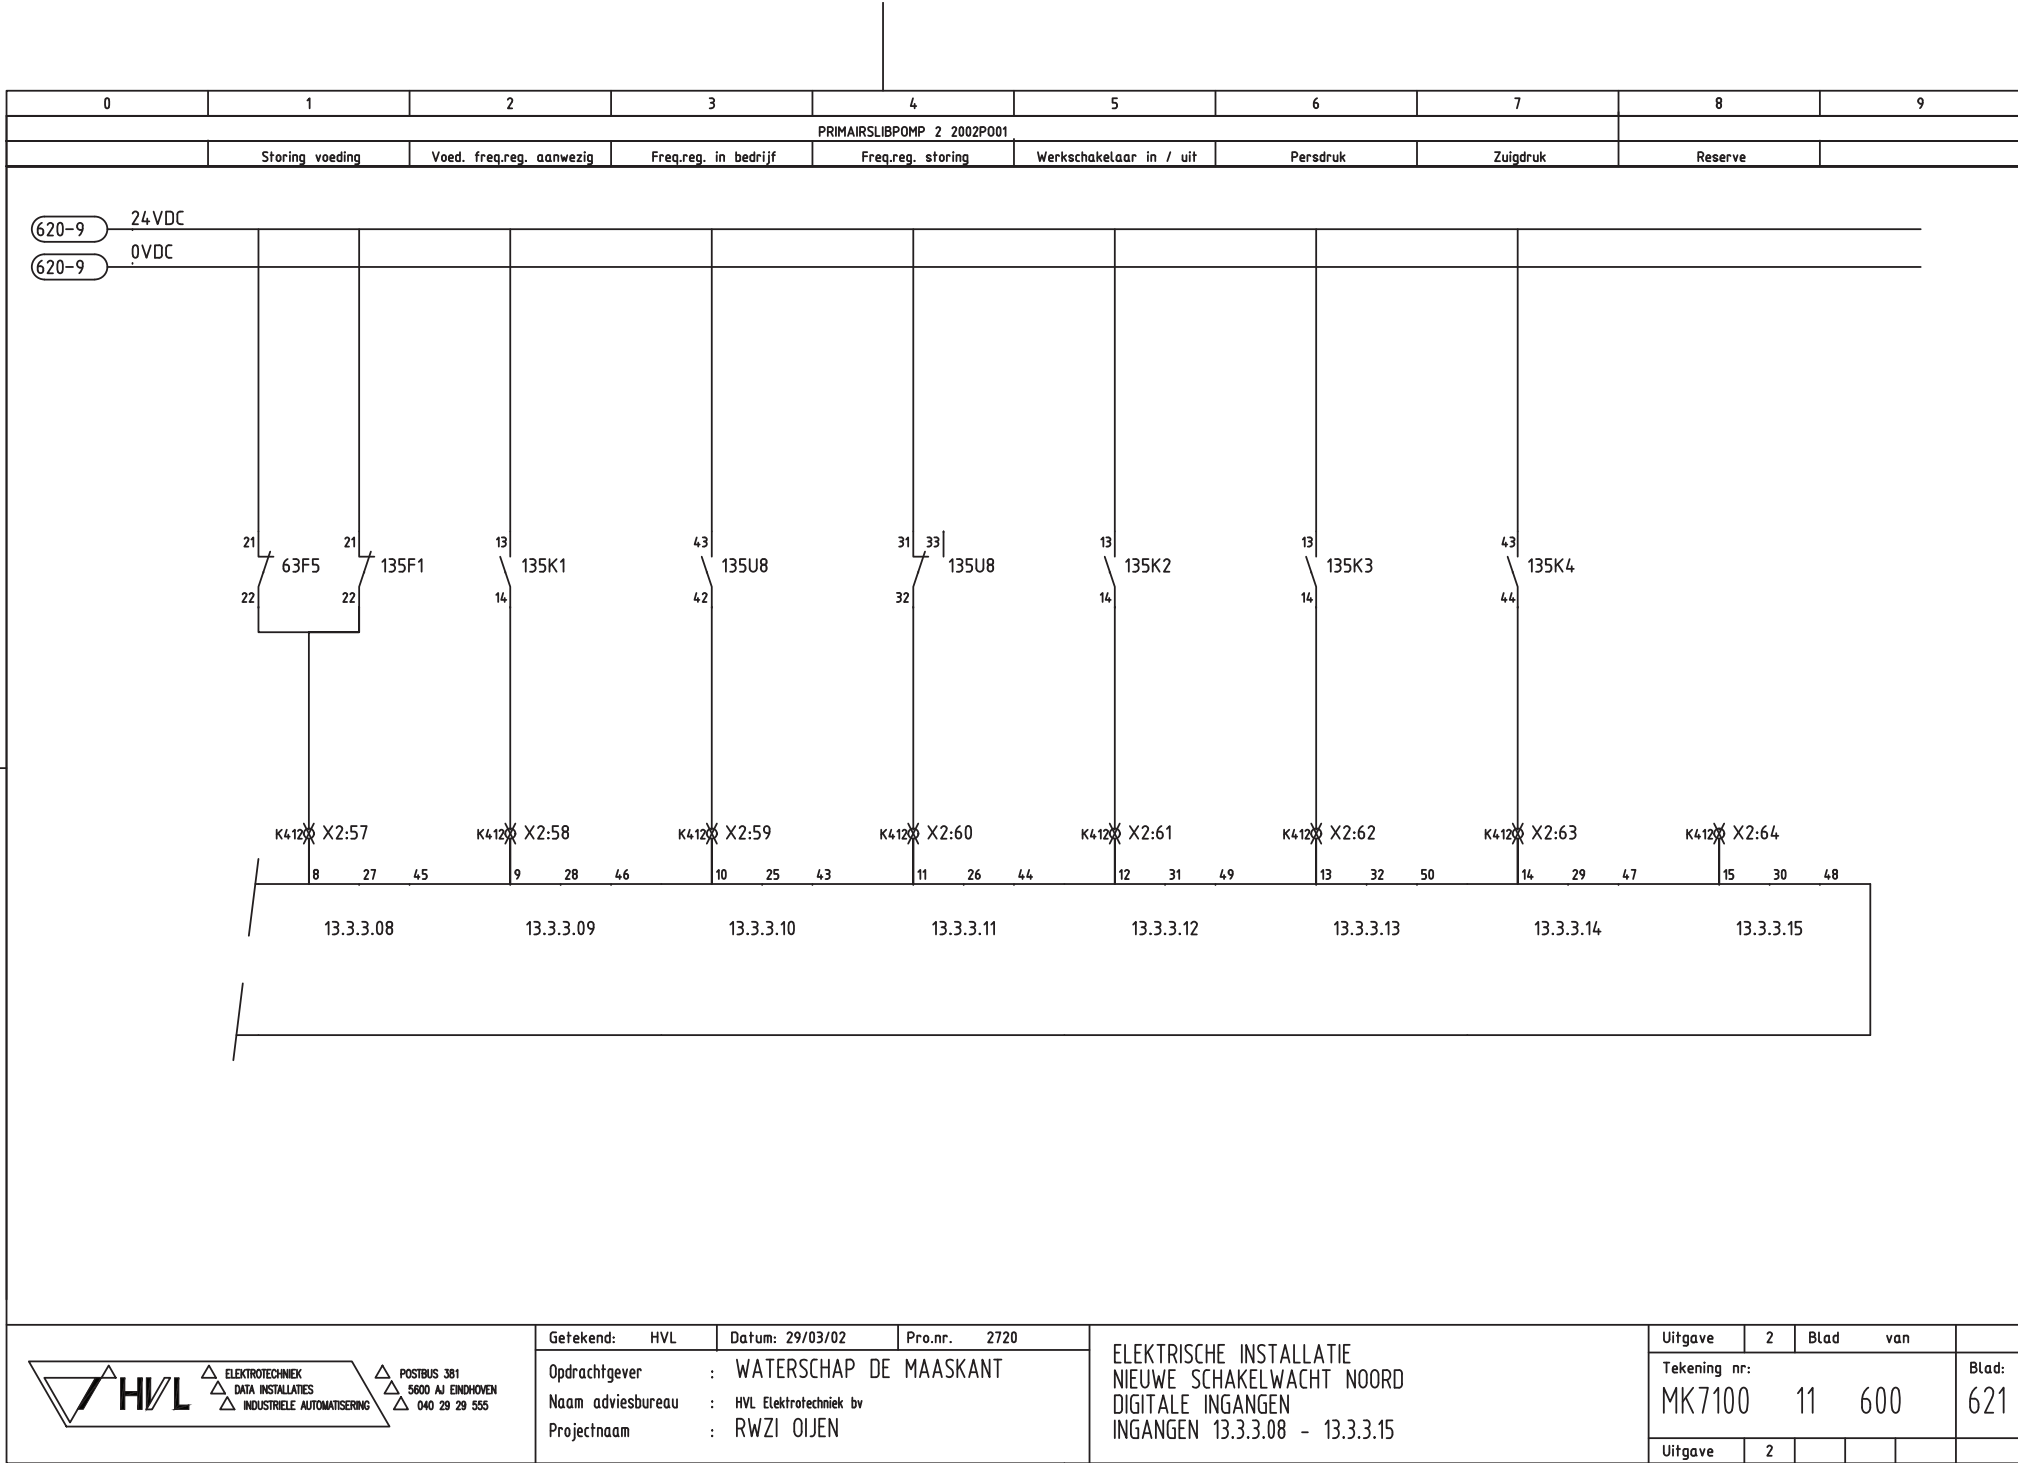 0 1 2 3 4 5 6 7 8 9
PRIMAIRSLIBPOMP 2 2002PO01
Storing voeding Voed. freq.reg. aanwezig Freq.reg. in bedrijf Freq.reg. storing Werkschakelaar in / uit Persdruk Zuigdruk Reserve
620-9 24VDC
620-9 0VDC
21 21 13 43 31 33 13 13 43
63F5 135F1 135K1 135U8 135U8 135K2 135K3 135K4
22 22 14 42 32 14 14 44
K412 X2:57 K412 X2:58 K412 X2:59 K412 X2:60 K412 X2:61 K412 X2:62 K412 X2:63 K412 X2:64
8 27 45 9 28 46 10 25 43 11 26 44 12 31 49 13 32 50 14 29 47 15 30 48
13.3.3.08 13.3.3.09 13.3.3.10 13.3.3.11 13.3.3.12 13.3.3.13 13.3.3.14 13.3.3.15
HVL
ELEKTROTECHNIEK
DATA INSTALLATIES
INDUSTRIELE AUTOMATISERING
POSTBUS 381
5600 AJ EINDHOVEN
040 29 29 555
Getekend: HVL Datum: 29/03/02 Pro.nr. 2720
Opdrachtgever : WATERSCHAP DE MAASKANT
Naam adviesbureau : HVL Elektrotechniek bv
Projectnaam : RWZI OIJEN
ELEKTRISCHE INSTALLATIE
NIEUWE SCHAKELWACHT NOORD
DIGITALE INGANGEN
INGANGEN 13.3.3.08 - 13.3.3.15
Uitgave 2 Blad van
Tekening nr: Blad:
MK7100 11 600 621
Uitgave 2